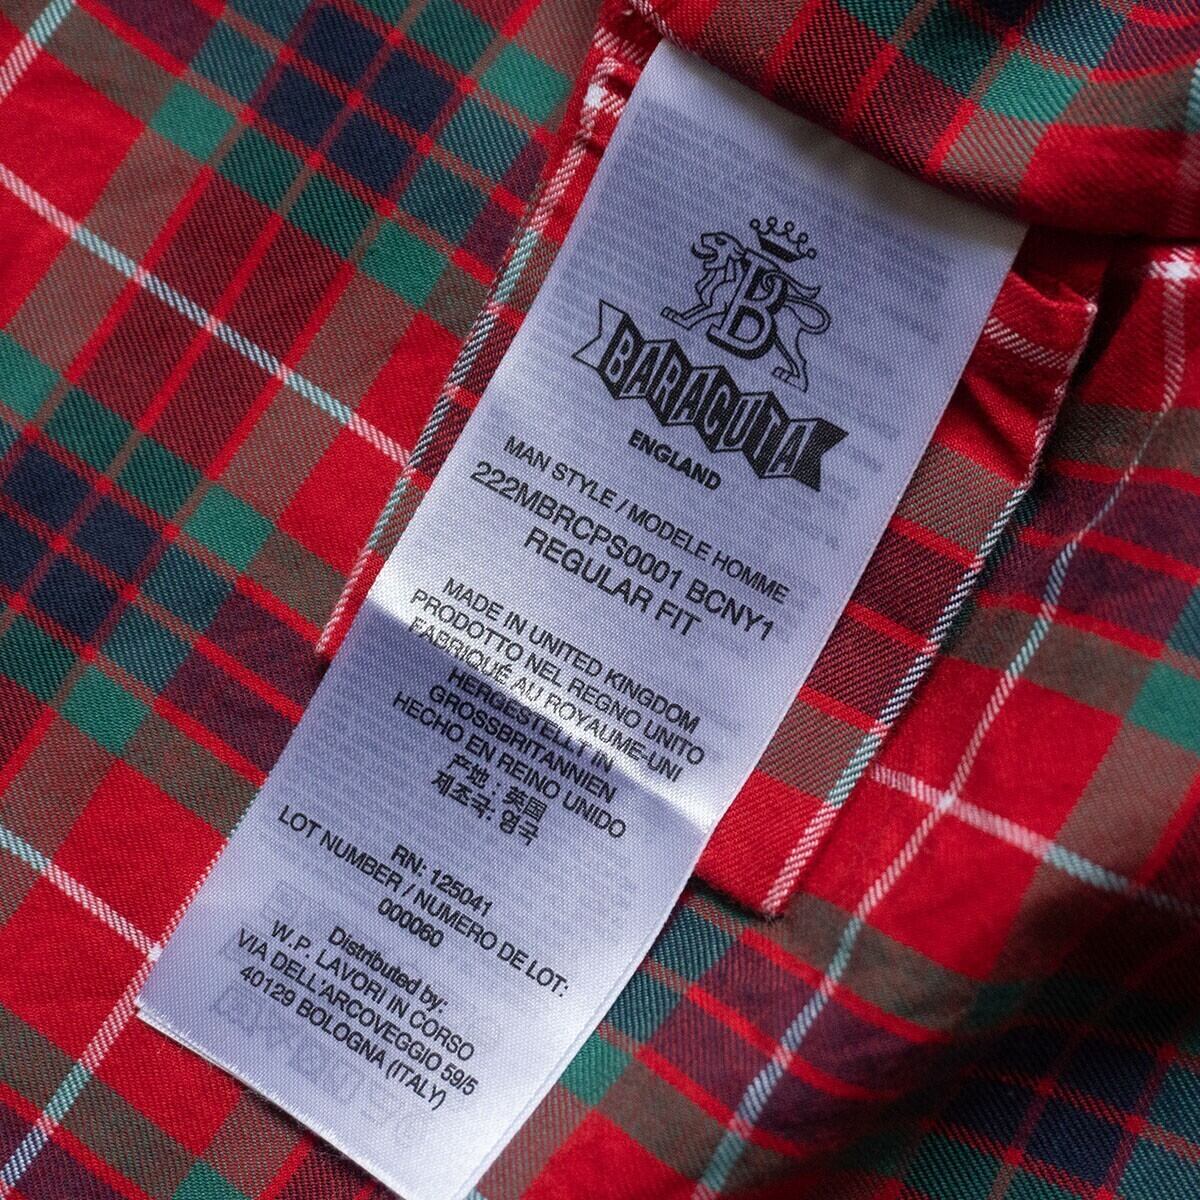 B
BARACUTA
ENGLAND
MAN STYLE / MODELE HOMME
222MBRCPS0001 BCNY1
REGULAR FIT
MADE IN UNITED KINGDOM
PRODOTTO NEL REGNO UNITO
FABRIQUÉ AU ROYAUME-UNI
HERGESTELLT IN
GROSSBRITANNIEN
HECHO EN REINO UNIDO
产地 : 英国
제조국: 영국
RN: 125041
LOT NUMBER / NUMERO DE LOT:
000060
Distributed by:
W.P. LAVORI IN CORSO
VIA DELL'ARCOVEGGIO 59/5
40129 BOLOGNA (ITALY)